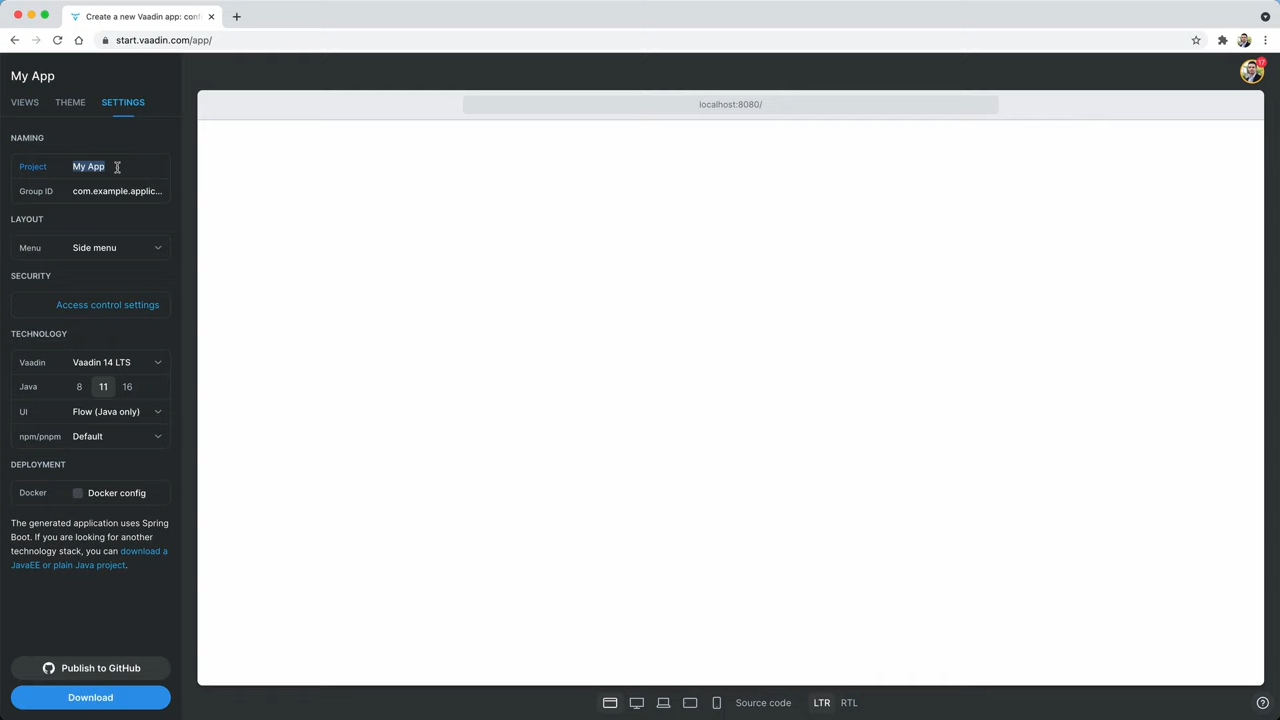 Create a new Vaadin app: conf
start.vaadin.com/app/
17
My App
VIEWS THEME SETTINGS
localhost:8080/
NAMING
Project My App
Group ID com.example.applic...
LAYOUT
Menu Side menu
SECURITY
Access control settings
TECHNOLOGY
Vaadin Vaadin 14 LTS
Java 8 11 16
UI Flow (Java only)
npm/pnpm Default
DEPLOYMENT
Docker Docker config
The generated application uses Spring
Boot. If you are looking for another
technology stack, you can download a
JavaEE or plain Java project.
Publish to GitHub
Download
Source code LTR RTL